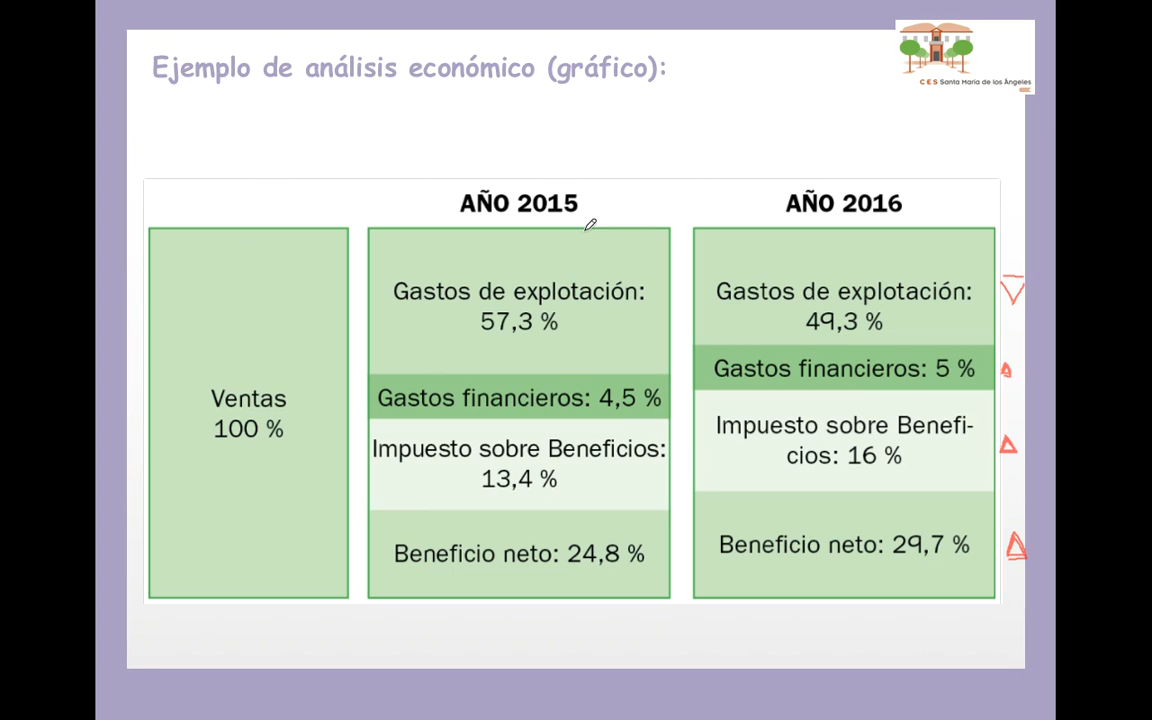 Ejemplo de análisis económico (gráfico):
CES Santa María de los Ángeles
AÑO 2015
AÑO 2016
Ventas
100 %
Gastos de explotación:
57,3 %
Gastos financieros: 4,5 %
Impuesto sobre Beneficios:
13,4 %
Beneficio neto: 24,8 %
Gastos de explotación:
49,3 %
Gastos financieros: 5 %
Impuesto sobre Benefi-
cios: 16 %
Beneficio neto: 29,7 %